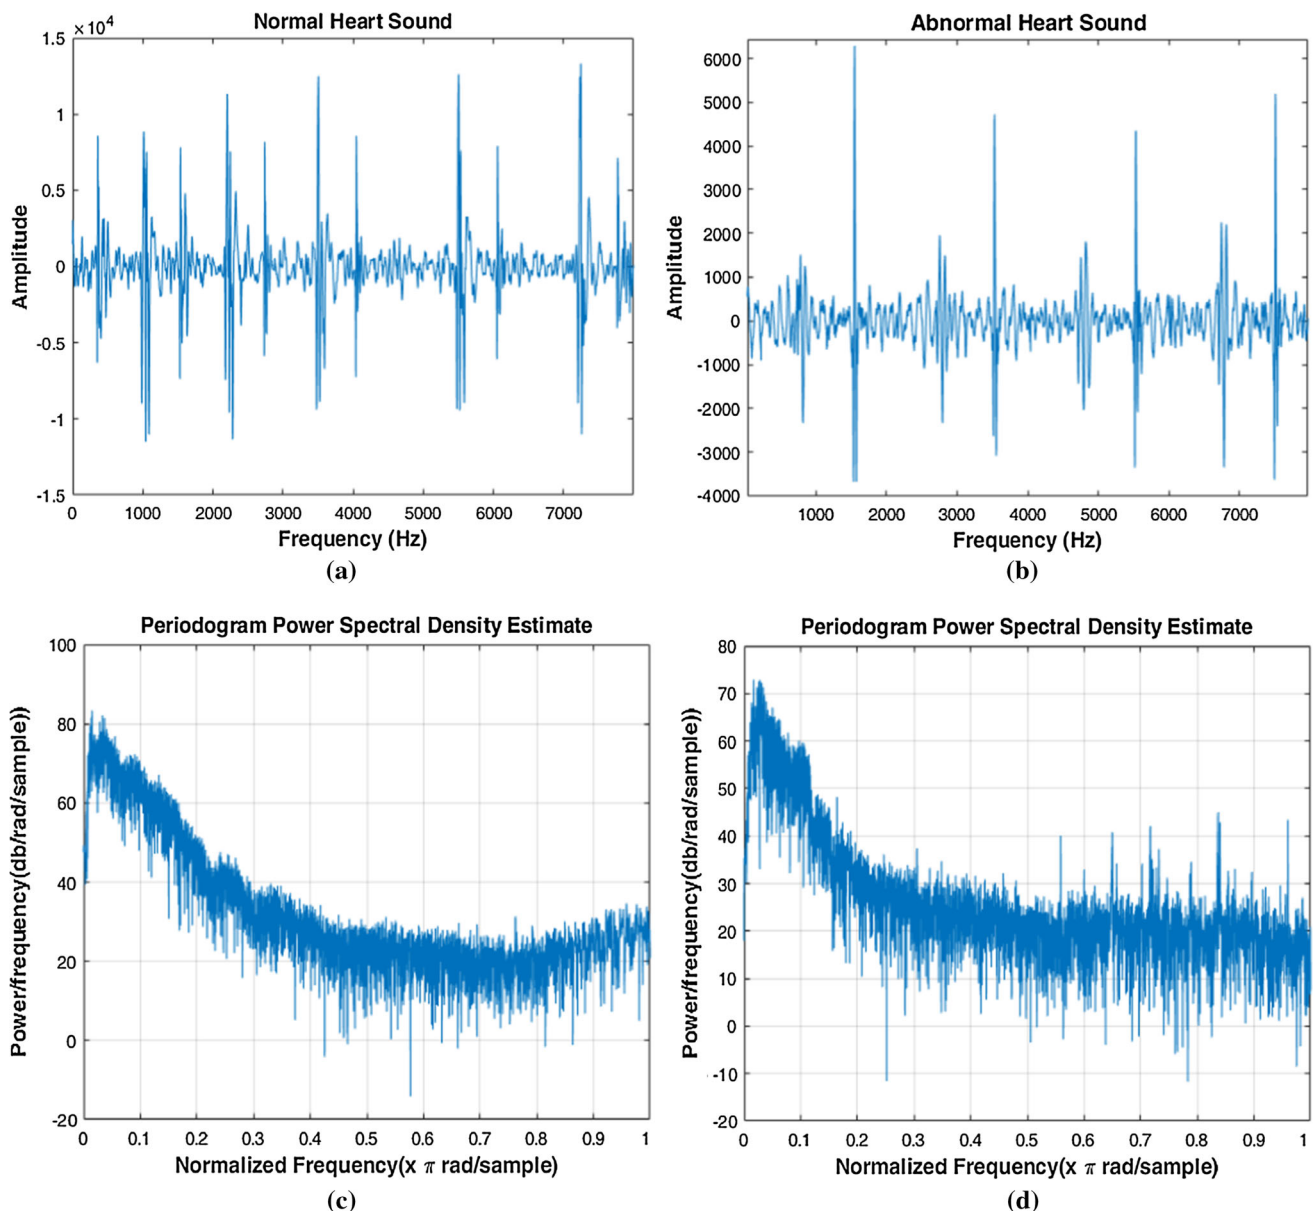 Normal Heart Sound
×10⁴
1.5
1
0.5
0
-0.5
-1
-1.5
Amplitude
0 1000 2000 3000 4000 5000 6000 7000
Frequency (Hz)
(a)
Abnormal Heart Sound
6000
5000
4000
3000
2000
1000
0
-1000
-2000
-3000
-4000
Amplitude
1000 2000 3000 4000 5000 6000 7000
Frequency (Hz)
(b)
Periodogram Power Spectral Density Estimate
100
80
60
40
20
0
-20
Power/frequency(db/rad/sample))
0 0.1 0.2 0.3 0.4 0.5 0.6 0.7 0.8 0.9 1
Normalized Frequency(x π rad/sample)
(c)
Periodogram Power Spectral Density Estimate
80
70
60
50
40
30
20
10
0
-10
-20
Power/frequency(db/rad/sample))
0 0.1 0.2 0.3 0.4 0.5 0.6 0.7 0.8 0.9 1
Normalized Frequency(x π rad/sample)
(d)